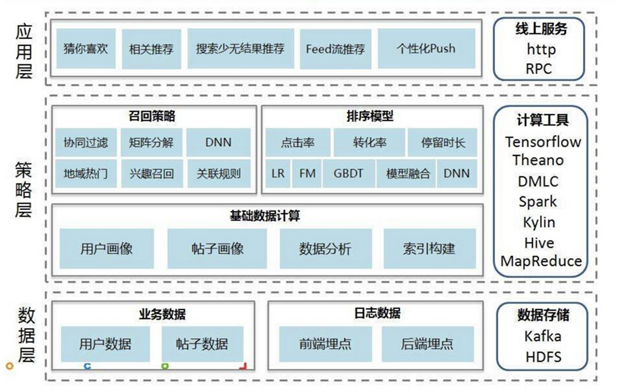 应用层
猜你喜欢
相关推荐
搜索少无结果推荐
Feed流推荐
个性化Push
线上服务
http
RPC
策略层
召回策略
协同过滤
矩阵分解
DNN
地域热门
兴趣召回
关联规则
排序模型
点击率
转化率
停留时长
LR
FM
GBDT
模型融合
DNN
基础数据计算
用户画像
帖子画像
数据分析
索引构建
计算工具
Tensorflow
Theano
DMLC
Spark
Kylin
Hive
MapReduce
数据层
业务数据
用户数据
帖子数据
日志数据
前端埋点
后端埋点
数据存储
Kafka
HDFS